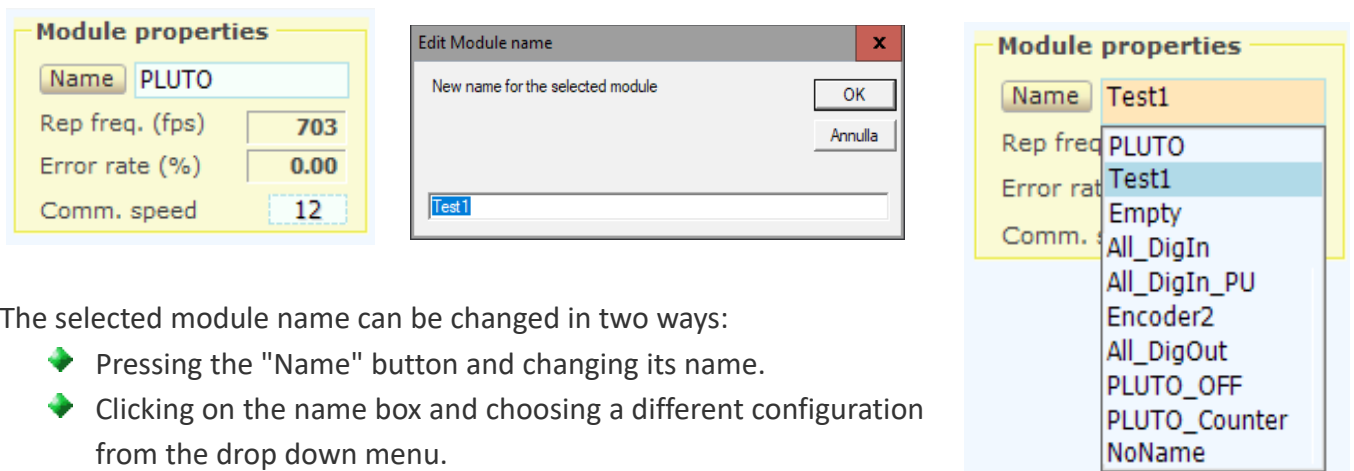 Module properties
Name PLUTO
Rep freq. (fps) 703
Error rate (%) 0.00
Comm. speed 12
Edit Module name x
New name for the selected module
OK
Annulla
Test1
Module properties
Name Test1
Rep freq PLUTO
Error rat Test1
Empty
Comm. s All_DigIn
All_DigIn_PU
Encoder2
All_DigOut
PLUTO_OFF
PLUTO_Counter
NoName
The selected module name can be changed in two ways:
Pressing the "Name" button and changing its name.
Clicking on the name box and choosing a different configuration
from the drop down menu.